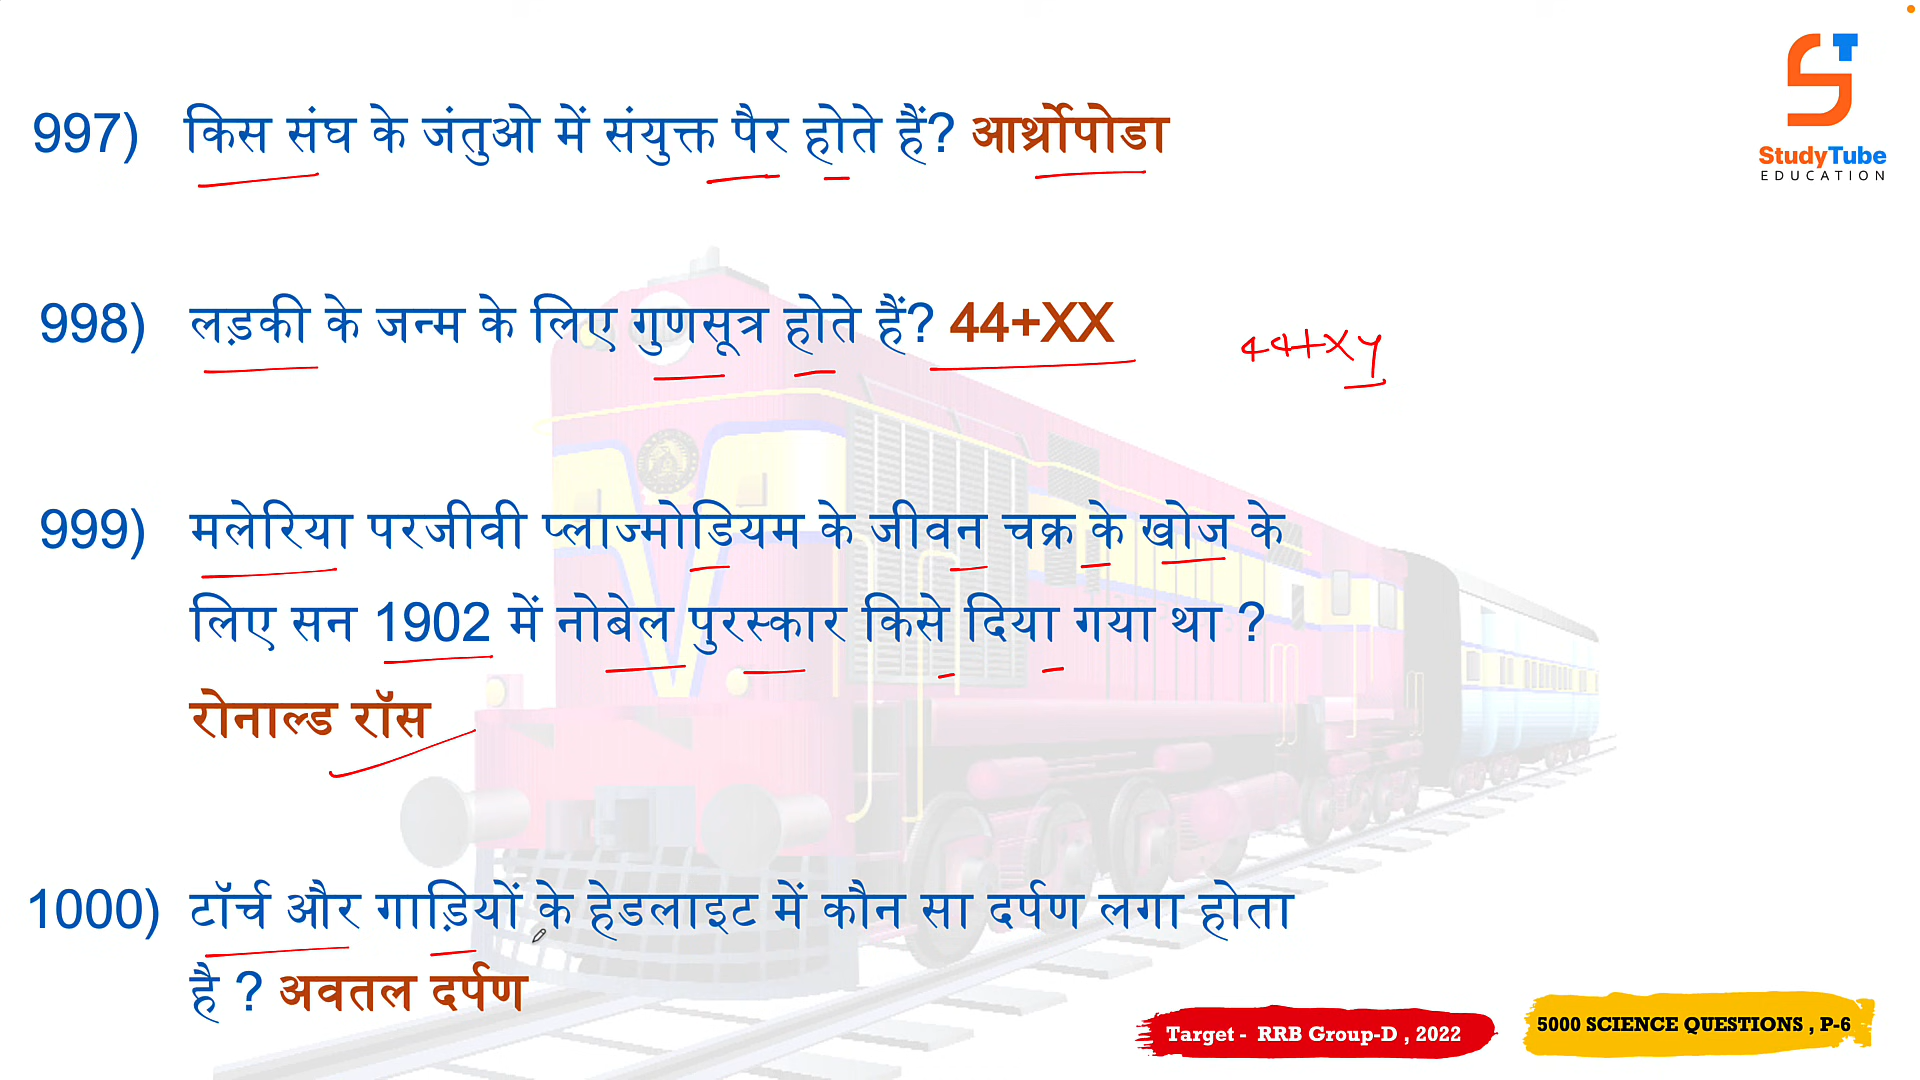 StudyTube
EDUCATION
997) किस संघ के जंतुओ में संयुक्त पैर होते हैं? आर्थ्रोपोडा
998) लड़की के जन्म के लिए गुणसूत्र होते हैं? 44+XX
44+xy
999) मलेरिया परजीवी प्लाज्मोडियम के जीवन चक्र के खोज के
लिए सन 1902 में नोबेल पुरस्कार किसे दिया गया था ?
रोनाल्ड रॉस
1000) टॉर्च और गाड़ियों के हेडलाइट में कौन सा दर्पण लगा होता
है ? अवतल दर्पण
Target - RRB Group-D , 2022
5000 SCIENCE QUESTIONS , P-6